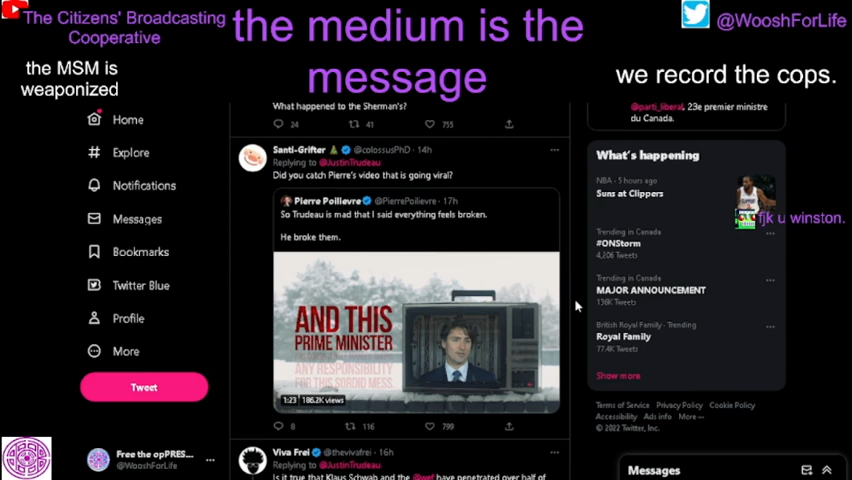 The Citizens' Broadcasting
Cooperative
the medium is the
message
@WooshForLife
the MSM is
weaponized
we record the cops.
Home
Explore
Notifications
Messages
Bookmarks
Twitter Blue
Profile
More
Tweet
Free the opPRES...
@WooshForLife
What happened to the Sherman's?
24
41
755
Santi-Grifter @colossusPhD · 14h
Replying to @JustinTrudeau
Did you catch Pierre's video that is going viral?
Pierre Poilievre @PierrePoilievre · 17h
So Trudeau is mad that I said everything feels broken.
He broke them.
AND THIS
PRIME MINISTER
ANY RESPONSIBILITY
FOR THIS SORDID MESS.
1:23 186.2K views
8
116
799
Viva Frei @thevivafrei · 16h
Replying to @JustinTrudeau
Is it true that Klaus Schwab and the @wef have penetrated over half of
@parti_liberal, 23e premier ministre
du Canada.
What's happening
NBA · 5 hours ago
Suns at Clippers
fjk u winston.
Trending in Canada
#ONStorm
4,206 Tweets
Trending in Canada
MAJOR ANNOUNCEMENT
136K Tweets
British Royal Family · Trending
Royal Family
77.4K Tweets
Show more
Terms of Service Privacy Policy Cookie Policy
Accessibility Ads info More ···
© 2022 Twitter, Inc.
Messages